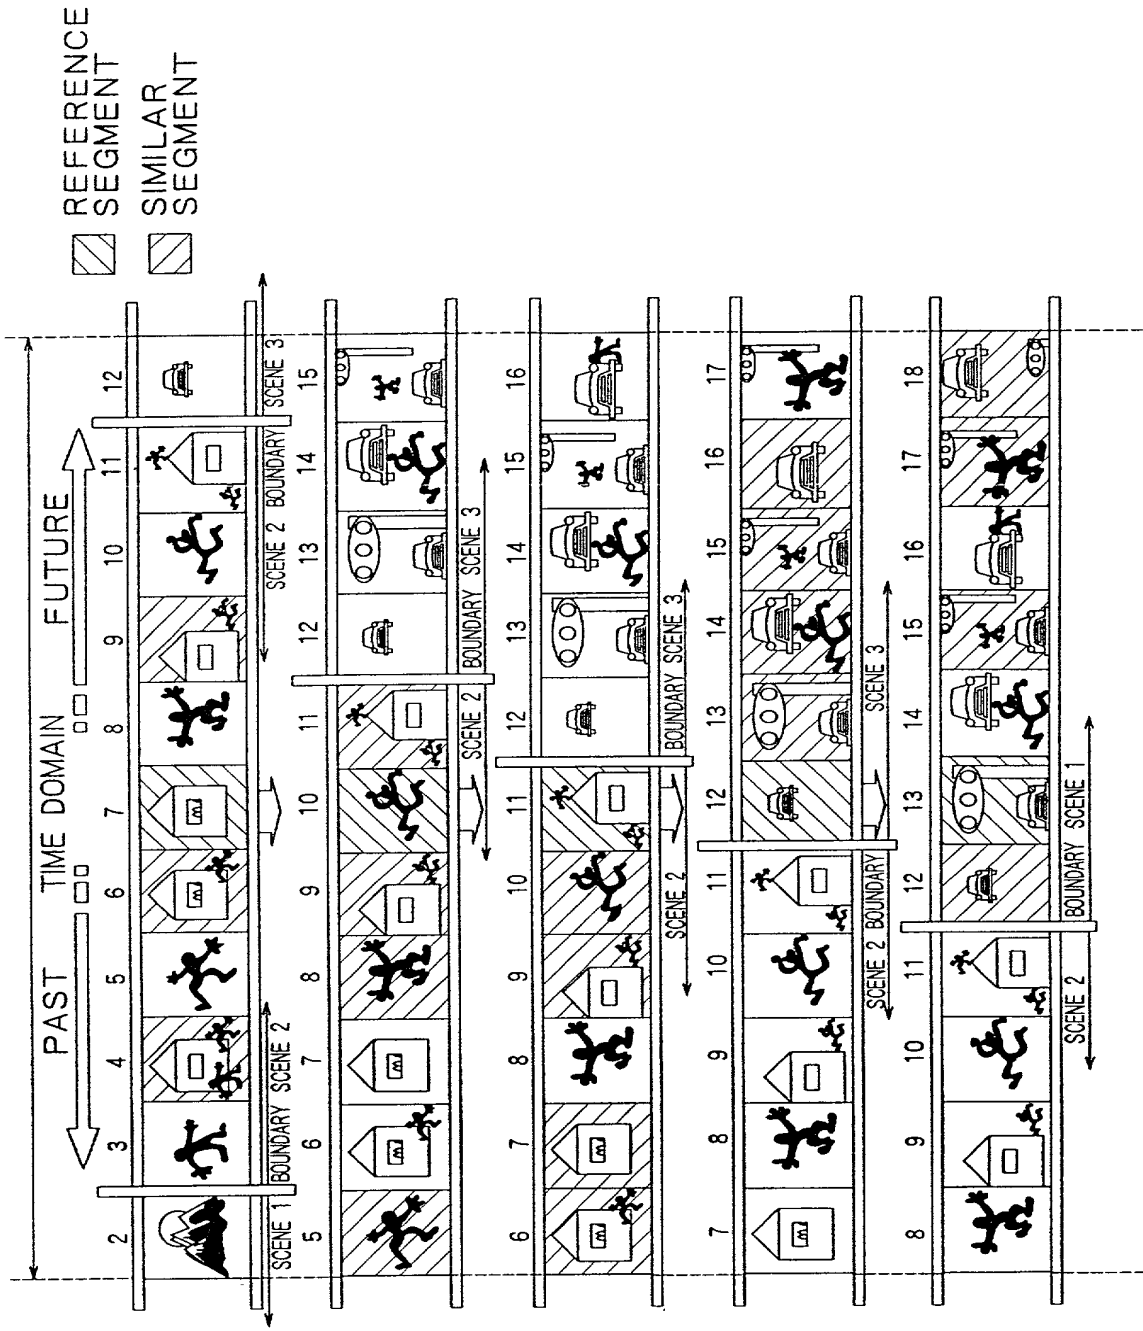 PAST TIME DOMAIN FUTURE
REFERENCE
SEGMENT
SIMILAR
SEGMENT
2 3 4 5 6 7 8 9 10 11 12
SCENE 1 BOUNDARY SCENE 2 SCENE 2 BOUNDARY SCENE 3
5 6 7 8 9 10 11 12 13 14 15
SCENE 2 BOUNDARY SCENE 3
6 7 8 9 10 11 12 13 14 15 16
SCENE 2 BOUNDARY SCENE 3
7 8 9 10 11 12 13 14 15 16 17
SCENE 2 BOUNDARY SCENE 3
8 9 10 11 12 13 14 15 16 17 18
SCENE 2 BOUNDARY SCENE 1